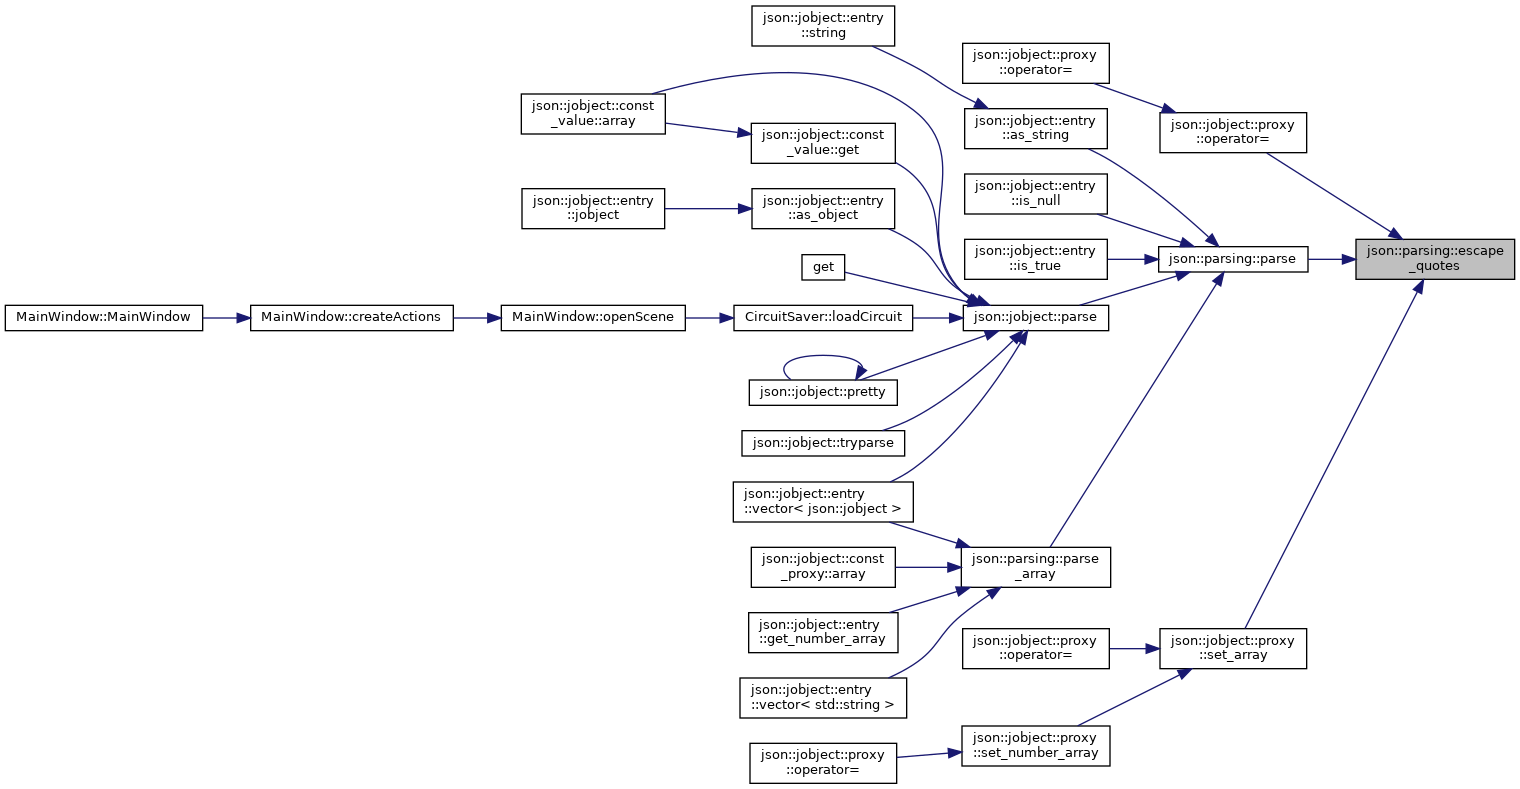 json::jobject::entry
::string
json::jobject::proxy
::operator=
json::jobject::const
_value::array
json::jobject::entry
::as_string
json::jobject::proxy
::operator=
json::jobject::const
_value::get
json::jobject::entry
::is_null
json::jobject::entry
::jobject
json::jobject::entry
::as_object
json::jobject::entry
::is_true
json::parsing::parse
json::parsing::escape
_quotes
get
MainWindow::MainWindow
MainWindow::createActions
MainWindow::openScene
CircuitSaver::loadCircuit
json::jobject::parse
json::jobject::pretty
json::jobject::tryparse
json::jobject::entry
::vector< json::jobject >
json::jobject::const
_proxy::array
json::parsing::parse
_array
json::jobject::entry
::get_number_array
json::jobject::proxy
::operator=
json::jobject::proxy
::set_array
json::jobject::entry
::vector< std::string >
json::jobject::proxy
::set_number_array
json::jobject::proxy
::operator=